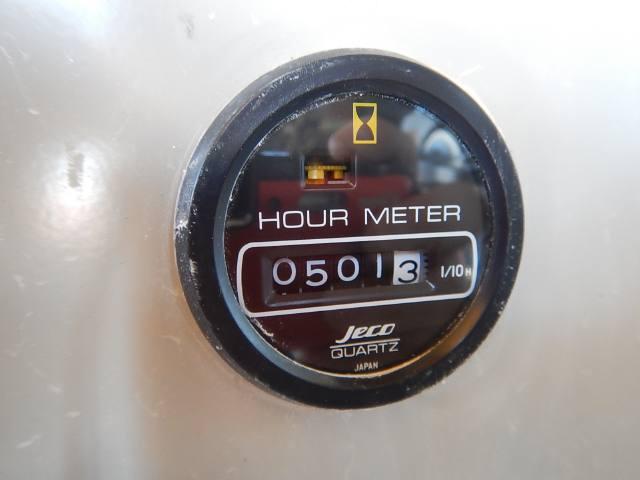 HOUR METER
05013 1/10H
Jeco
QUARTZ
JAPAN